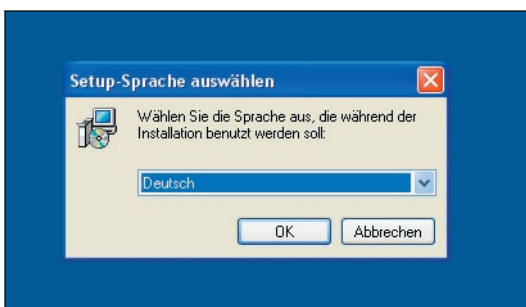 Setup-Sprache auswählen
Wählen Sie die Sprache aus, die während der
Installation benutzt werden soll:
Deutsch
OK
Abbrechen